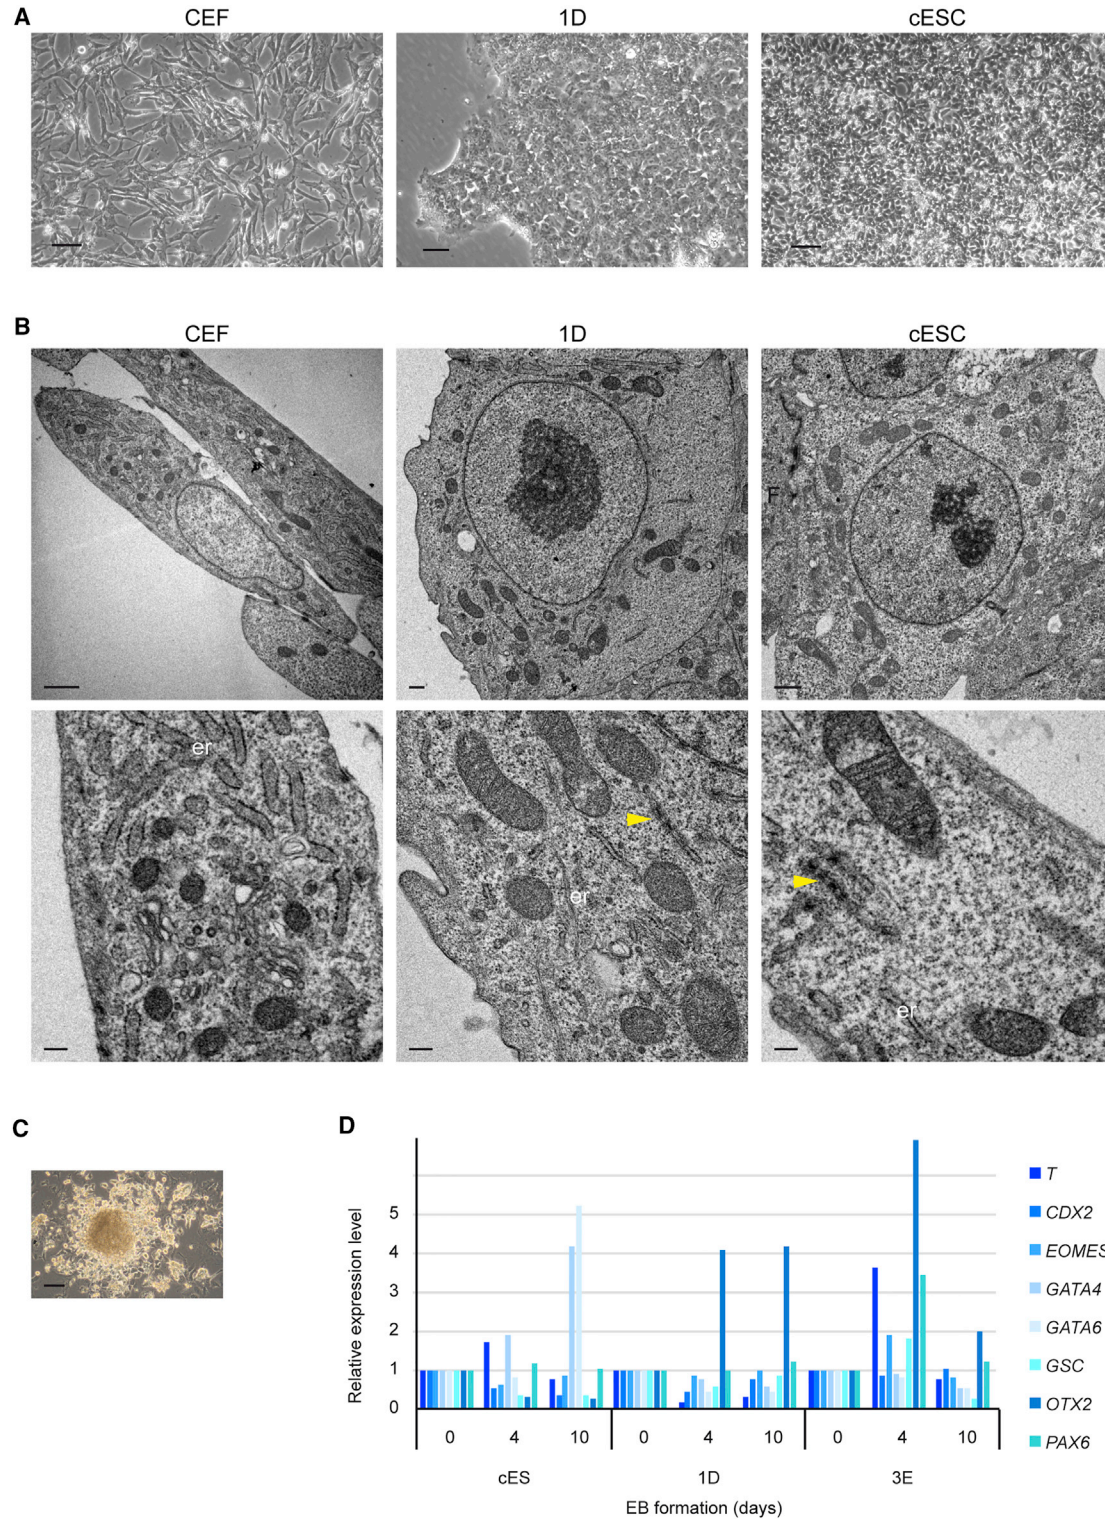 A
CEF 1D cESC
B
CEF 1D cESC
F
er er er
C
D
Relative expression level
5
4
3
2
1
0
0 4 10 0 4 10 0 4 10
cES 1D 3E
EB formation (days)
T
CDX2
EOMES
GATA4
GATA6
GSC
OTX2
PAX6